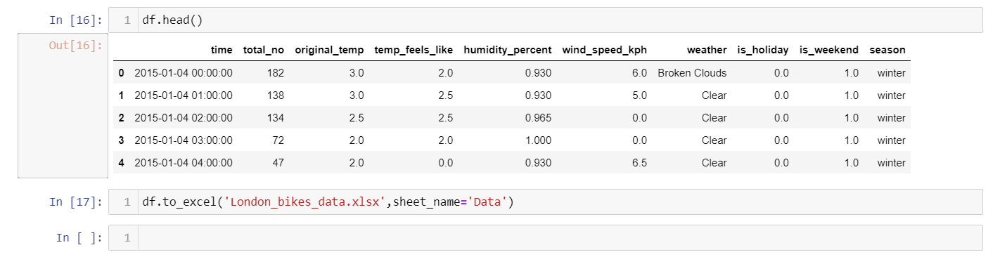 In [16]: 1 df.head()
Out[16]:
time total_no original_temp temp_feels_like humidity_percent wind_speed_kph weather is_holiday is_weekend season
0 2015-01-04 00:00:00 182 3.0 2.0 0.930 6.0 Broken Clouds 0.0 1.0 winter
1 2015-01-04 01:00:00 138 3.0 2.5 0.930 5.0 Clear 0.0 1.0 winter
2 2015-01-04 02:00:00 134 2.5 2.5 0.965 0.0 Clear 0.0 1.0 winter
3 2015-01-04 03:00:00 72 2.0 2.0 1.000 0.0 Clear 0.0 1.0 winter
4 2015-01-04 04:00:00 47 2.0 0.0 0.930 6.5 Clear 0.0 1.0 winter
In [17]: 1 df.to_excel('London_bikes_data.xlsx',sheet_name='Data')
In [ ]: 1